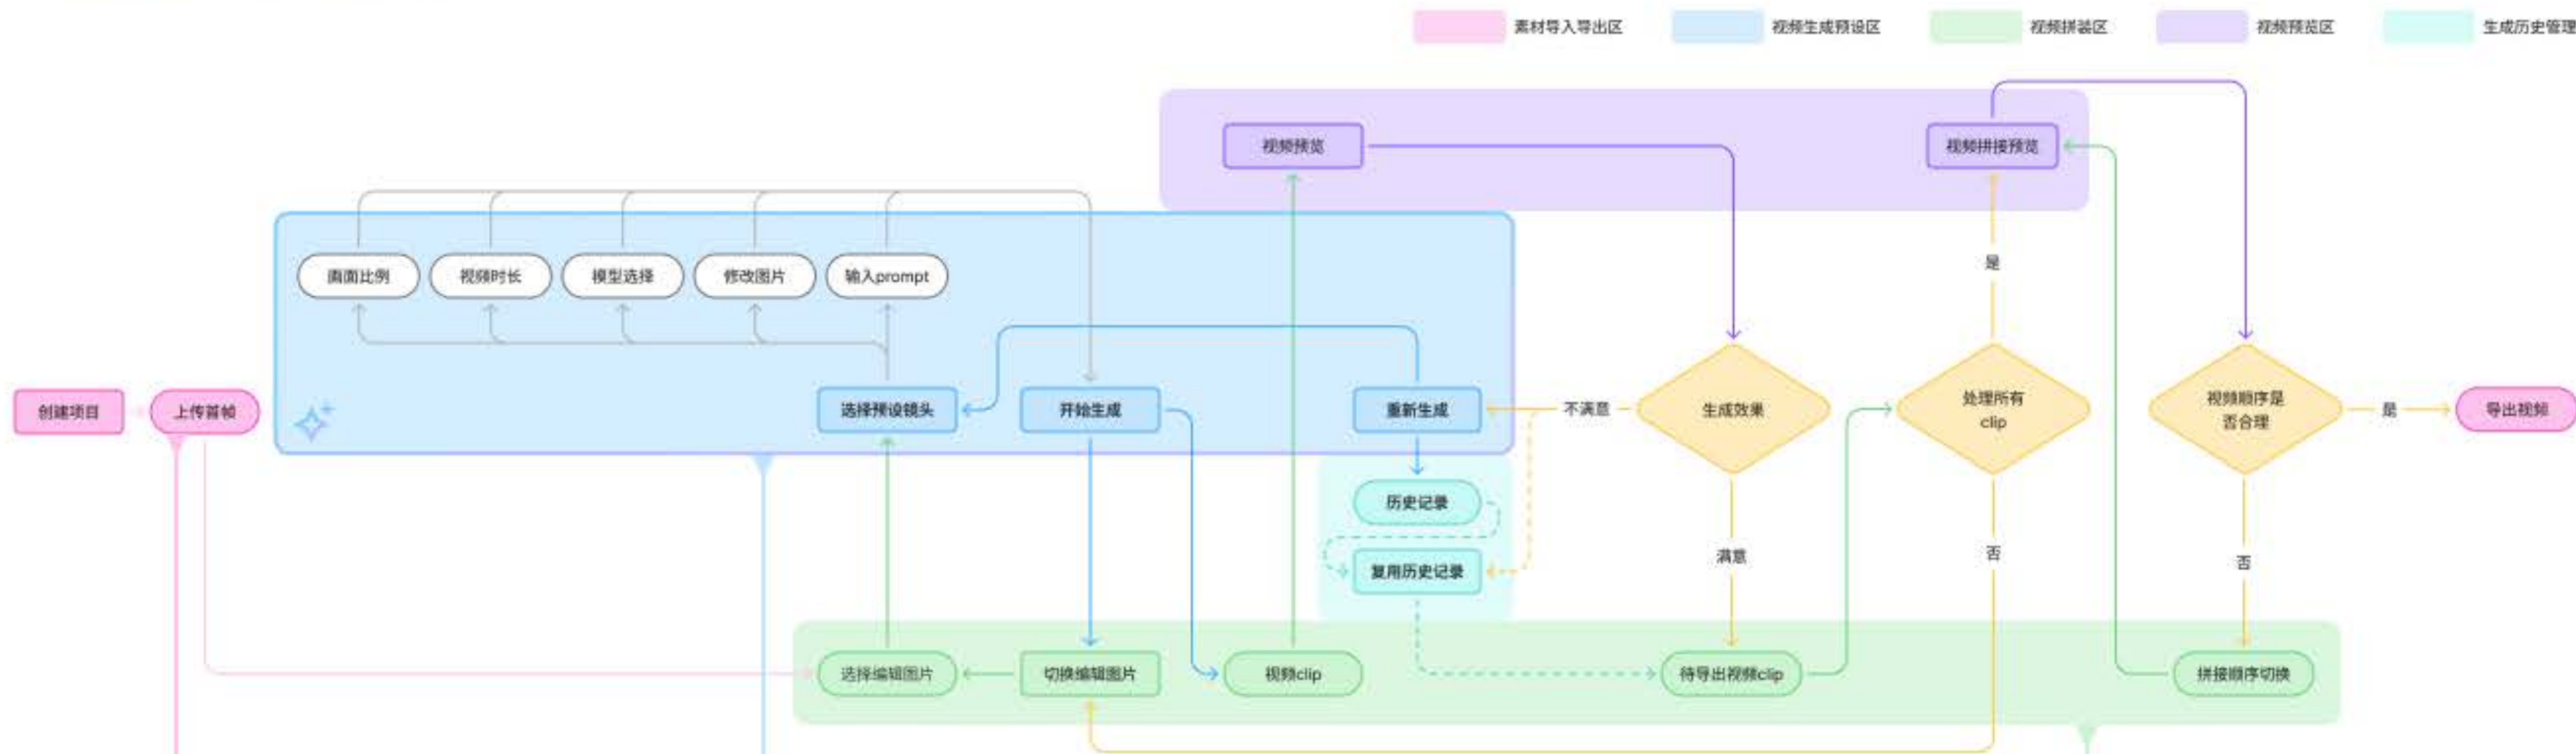 素材导入导出区
视频生成预设区
视频拼装区
视频预览区
生成历史管理
视频预览
视频拼接预览
画面比例
视频时长
模型选择
修改图片
输入prompt
是
创建项目
上传首帧
选择预设镜头
开始生成
重新生成
不满意
生成效果
处理所有
clip
视频顺序是
否合理
是
导出视频
历史记录
复用历史记录
满意
否
否
选择编辑图片
切换编辑图片
视频clip
待导出视频clip
拼接顺序切换